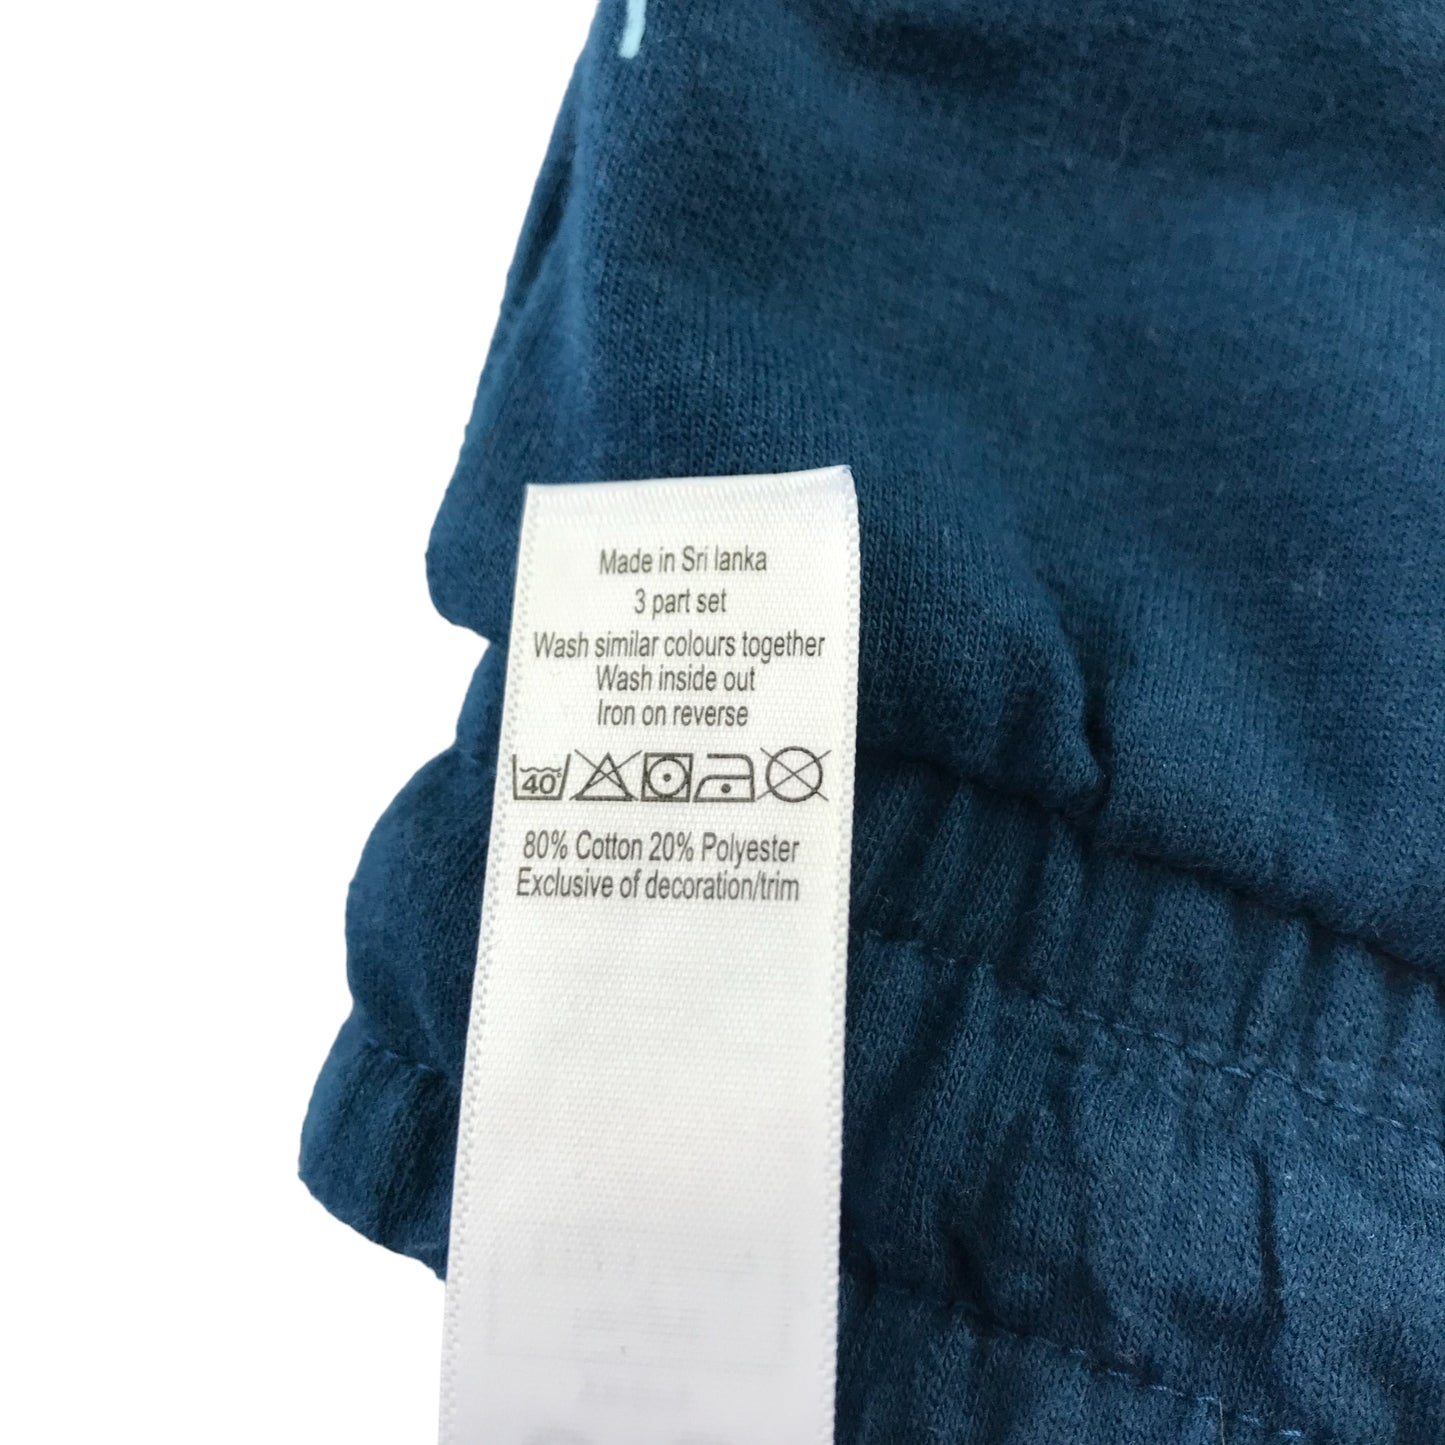 Made in Sri lanka
3 part set
Wash similar colours together
Wash inside out
Iron on reverse
40°
80% Cotton 20% Polyester
Exclusive of decoration/trim